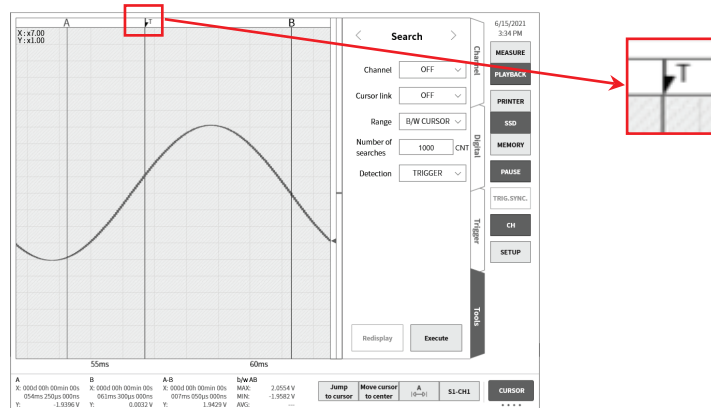 A
T
B
X:x7.00
Y:x1.00
55ms
60ms
Search
Channel
OFF
Cursor link
OFF
Range
B/W CURSOR
Number of
searches
1000
CNT
Detection
TRIGGER
Redisplay
Execute
Channel
Digital
Trigger
Tools
6/15/2021
3:34 PM
MEASURE
PLAYBACK
PRINTER
SSD
MEMORY
PAUSE
TRIG.SYNC.
CH
SETUP
T
A
X: 000d 00h 00min 00s
054ms 250µs 000ns
Y: -1.9396 V
B
X: 000d 00h 00min 00s
061ms 300µs 000ns
Y: 0.0032 V
A-B
X: 000d 00h 00min 00s
007ms 050µs 000ns
Y: 1.9429 V
b/w AB
MAX: 2.0554 V
MIN: -1.9582 V
AVG: ---
Jump
to cursor
Move cursor
to center
A
S1-CH1
CURSOR